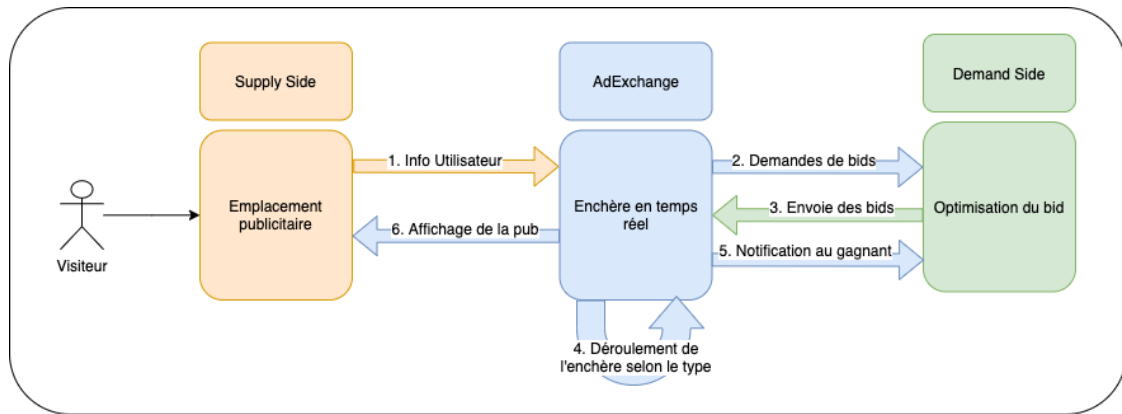 Supply Side
AdExchange
Demand Side
1. Info Utilisateur
2. Demandes de bids
Emplacement
publicitaire
Enchère en temps
réel
3. Envoie des bids
Optimisation du bid
6. Affichage de la pub
5. Notification au gagnant
Visiteur
4. Déroulement de
l'enchère selon le type